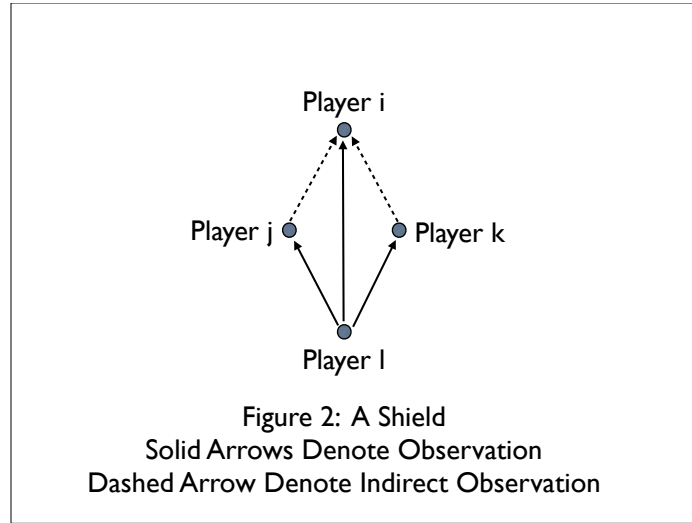 Player i
Player j
Player k
Player l
Figure 2: A Shield
Solid Arrows Denote Observation
Dashed Arrow Denote Indirect Observation